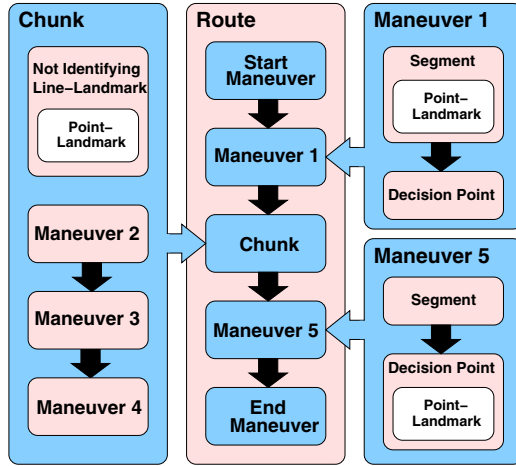 Chunk
Not Identifying
Line-Landmark
Point-
Landmark
Maneuver 2
Maneuver 3
Maneuver 4
Route
Start
Maneuver
Maneuver 1
Chunk
Maneuver 5
End
Maneuver
Maneuver 1
Segment
Point-
Landmark
Decision Point
Maneuver 5
Segment
Decision Point
Point-
Landmark